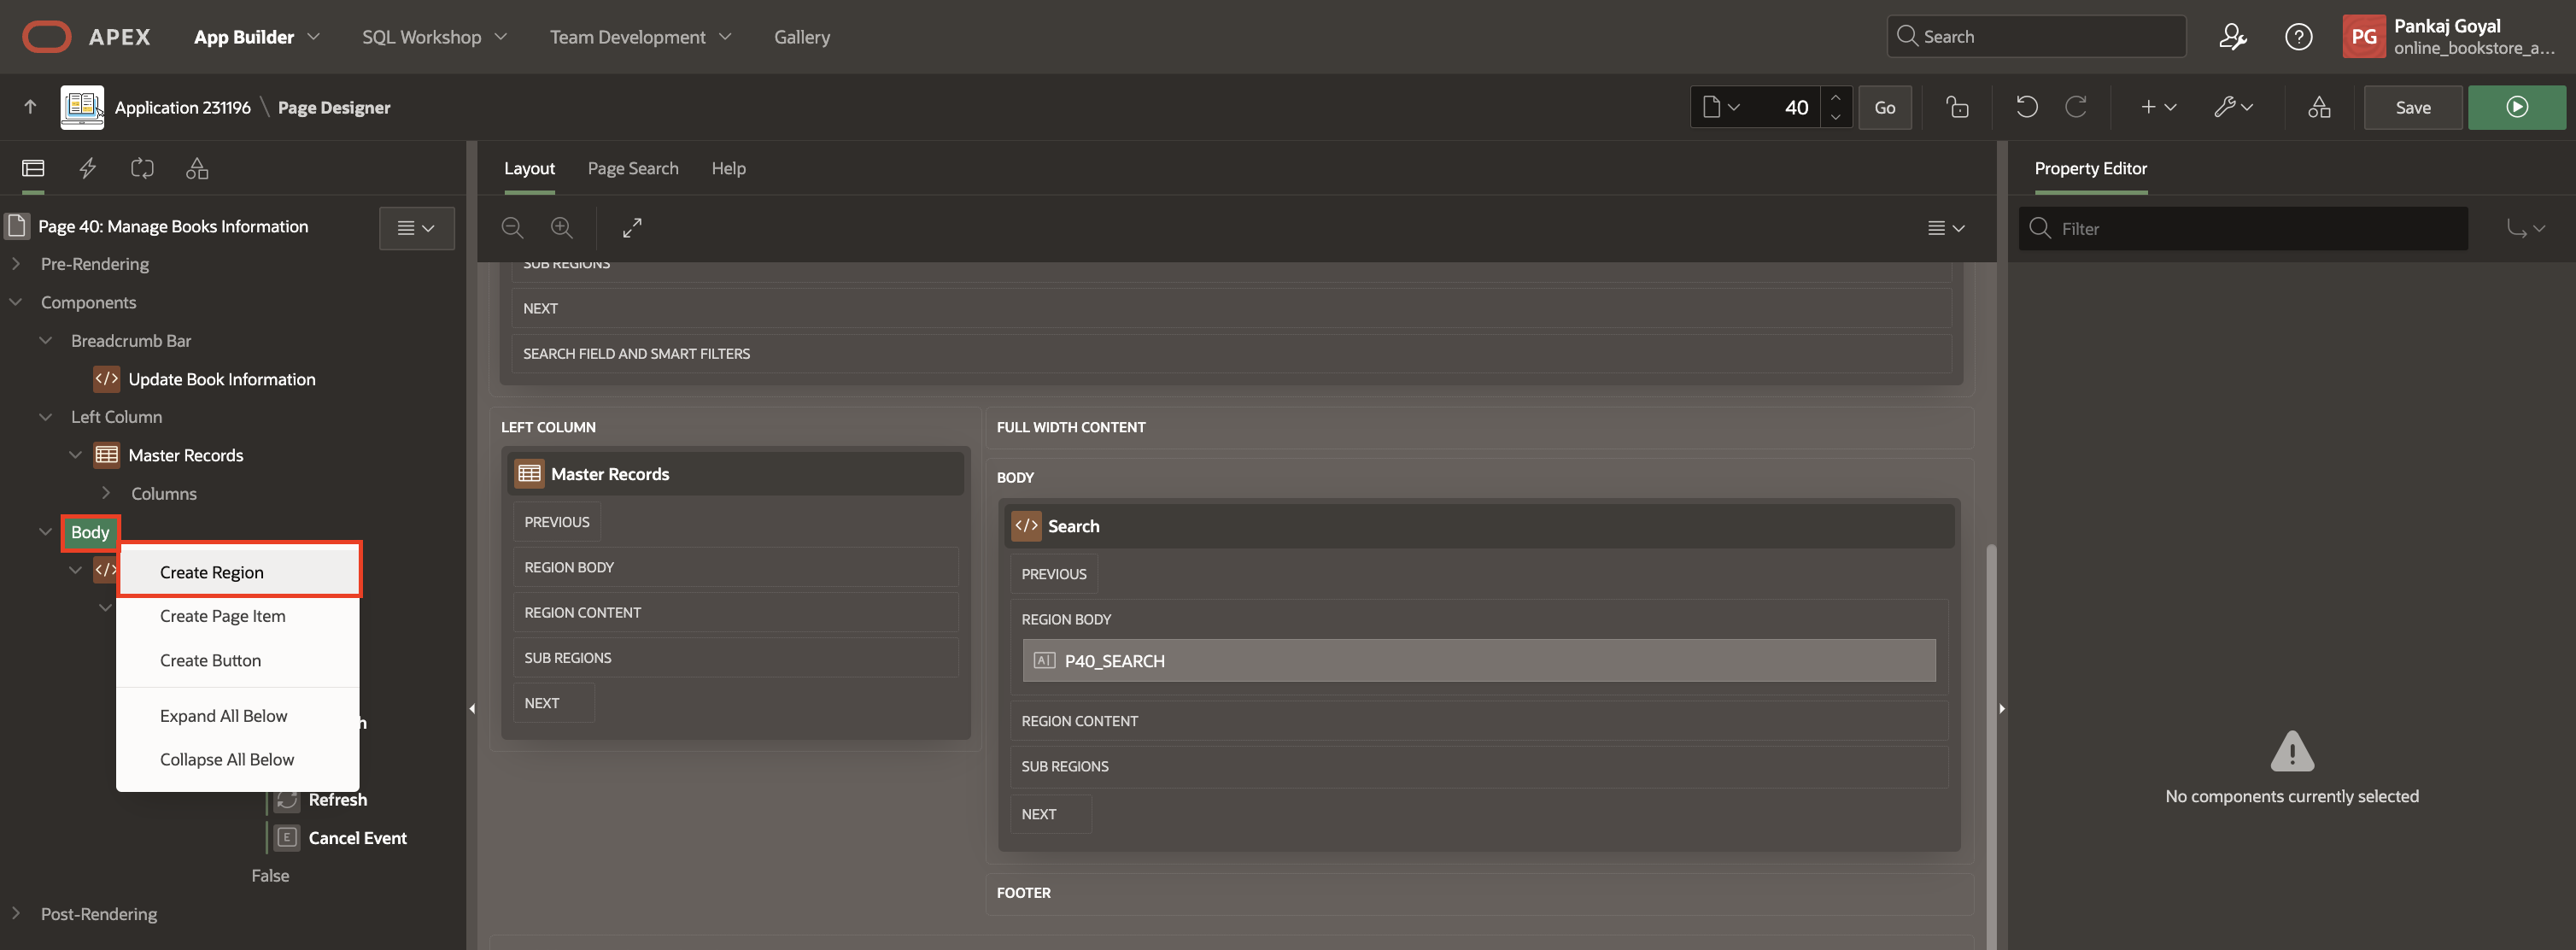 APEX App Builder SQL Workshop Team Development Gallery Search PG Pankaj Goyal
online_bookstore_a...
Application 231196 \ Page Designer 40 Go Save
Layout Page Search Help Property Editor
Page 40: Manage Books Information
Filter
Pre-Rendering
Components
Breadcrumb Bar
</> Update Book Information
Left Column
Master Records
Columns
Body
</>
Create Region
Create Page Item
Create Button
Expand All Below
h
Collapse All Below
Refresh
E Cancel Event
False
Post-Rendering
SUB REGIONS
NEXT
SEARCH FIELD AND SMART FILTERS
LEFT COLUMN
Master Records
PREVIOUS
REGION BODY
REGION CONTENT
SUB REGIONS
NEXT
FULL WIDTH CONTENT
BODY
</> Search
PREVIOUS
REGION BODY
A P40_SEARCH
REGION CONTENT
SUB REGIONS
NEXT
FOOTER
No components currently selected